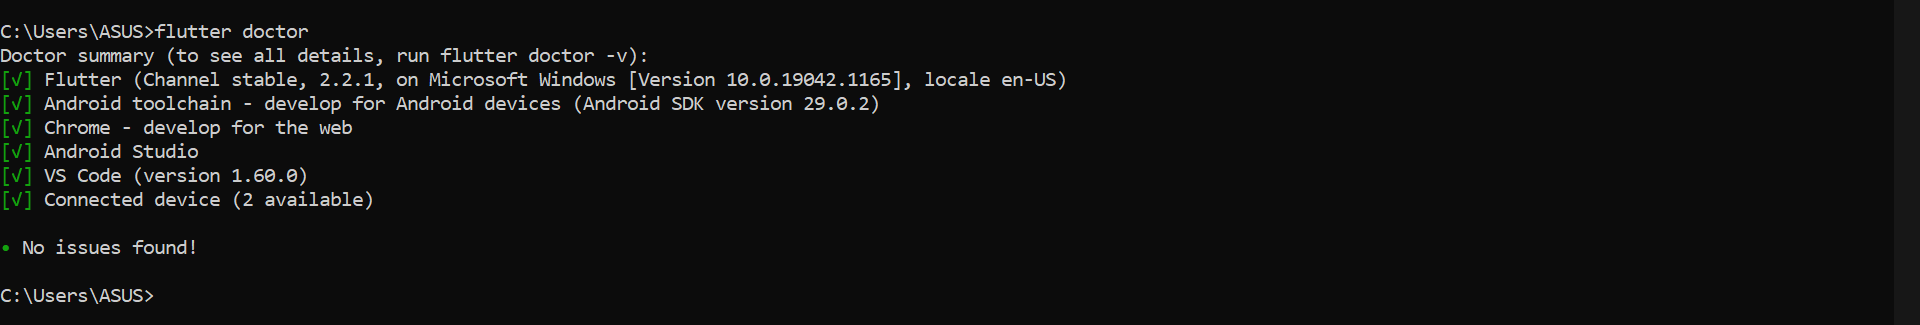 C:\Users\ASUS>flutter doctor
Doctor summary (to see all details, run flutter doctor -v):
[√] Flutter (Channel stable, 2.2.1, on Microsoft Windows [Version 10.0.19042.1165], locale en-US)
[√] Android toolchain - develop for Android devices (Android SDK version 29.0.2)
[√] Chrome - develop for the web
[√] Android Studio
[√] VS Code (version 1.60.0)
[√] Connected device (2 available)
• No issues found!
C:\Users\ASUS>